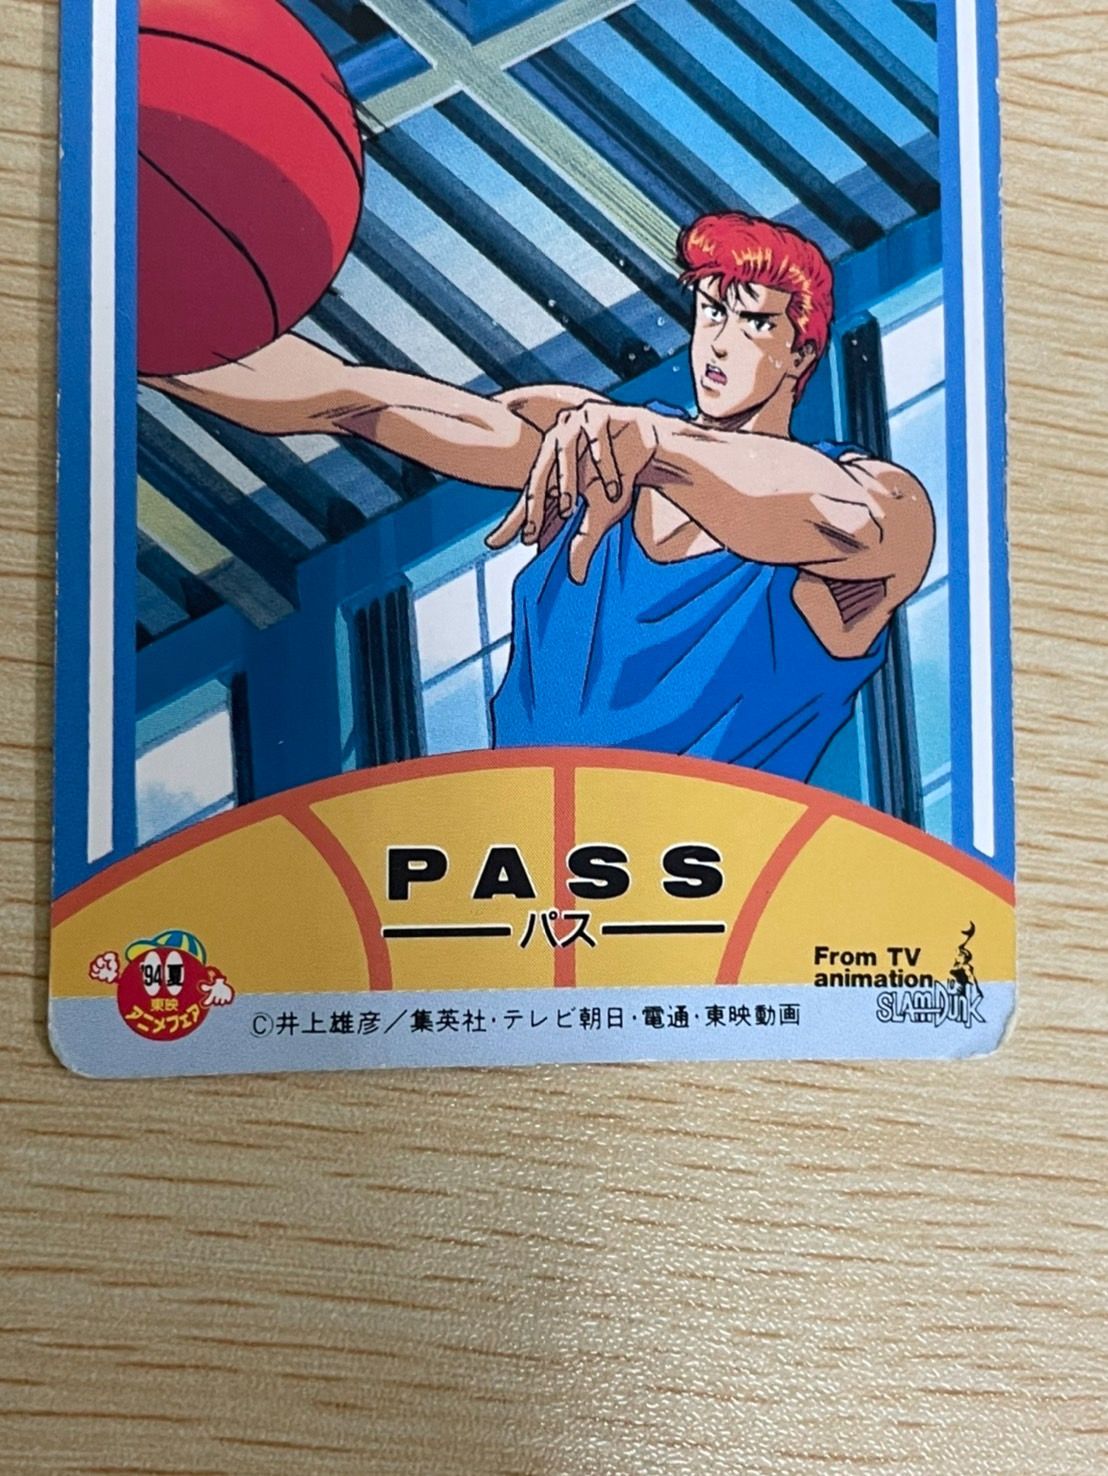 PASS
パス
From TV
animation
SLAM DUNK
'94 夏
東映
アニメフェア
©井上雄彦／集英社・テレビ朝日・電通・東映動画